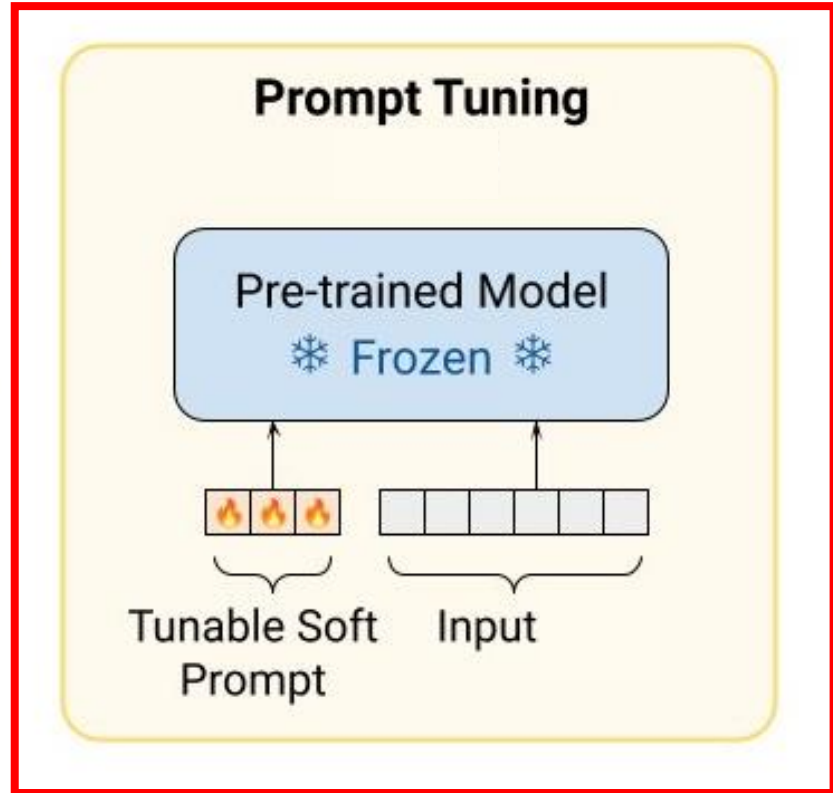 Prompt Tuning
Pre-trained Model
❄ Frozen ❄
Tunable Soft
Prompt
Input